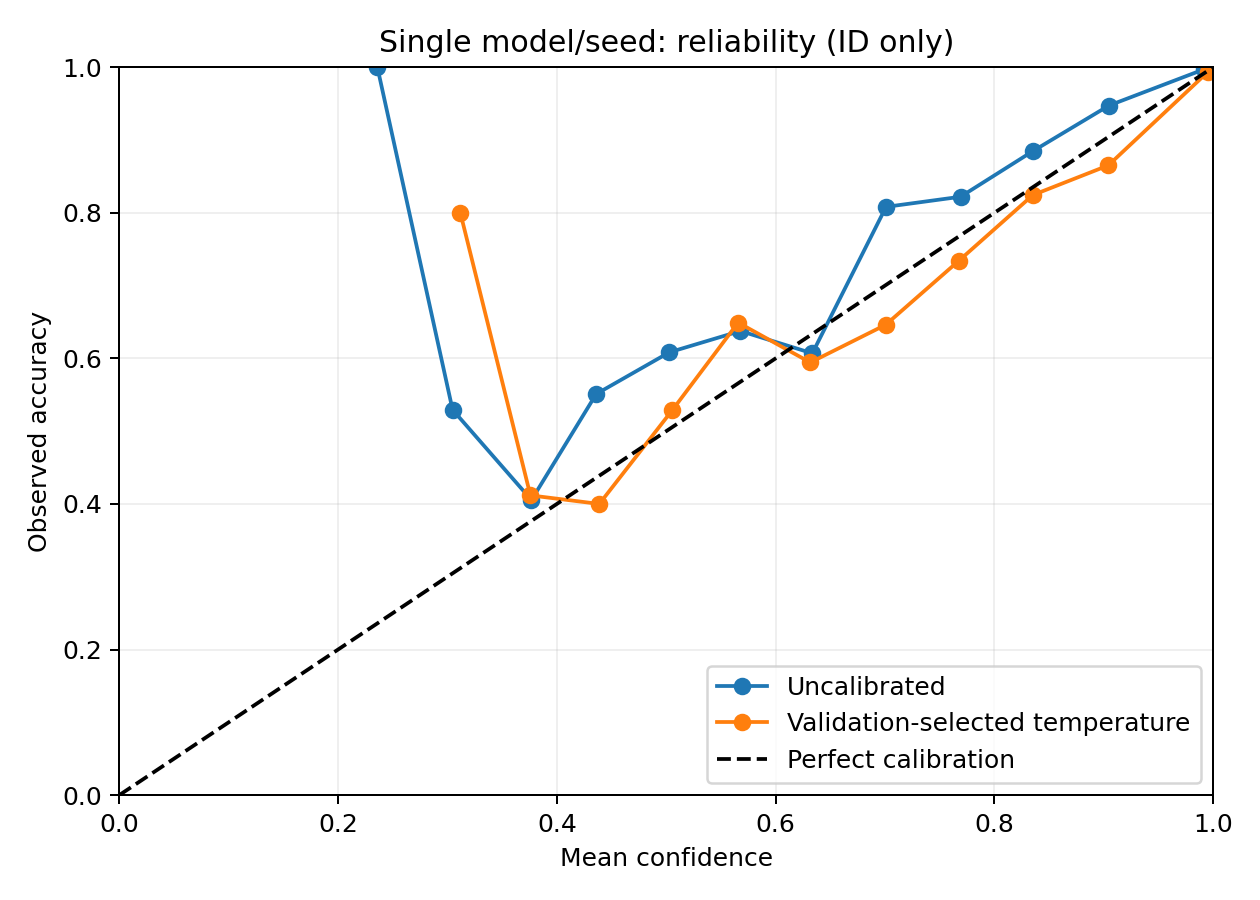 Single model/seed: reliability (ID only)
1.0
0.8
0.6
0.4
0.2
0.0
Observed accuracy
0.0 0.2 0.4 0.6 0.8 1.0
Mean confidence
Uncalibrated
Validation-selected temperature
Perfect calibration